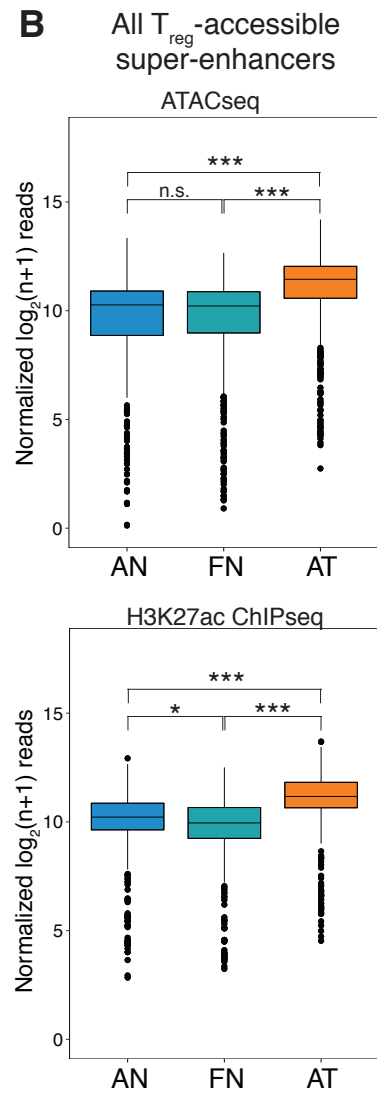 B
All T_reg-accessible
super-enhancers
ATACseq
***
n.s. ***
15
10
5
0
Normalized log₂(n+1) reads
AN FN AT
H3K27ac ChIPseq
***
* ***
15
10
5
0
Normalized log₂(n+1) reads
AN FN AT